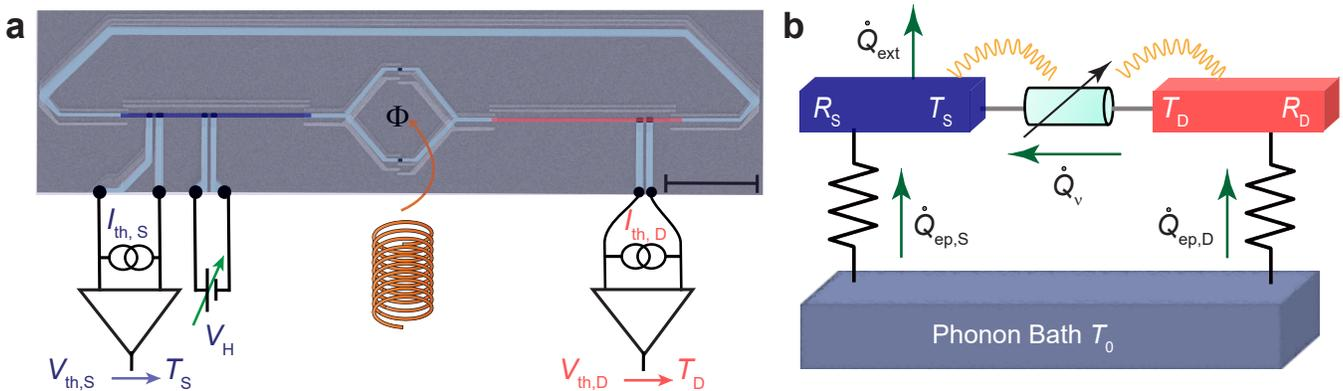 a
Φ
I_th, S
I_th, D
V_H
V_th,S
T_S
V_th,D
T_D
b
Q̊_ext
R_S
T_S
T_D
R_D
Q̊_ν
Q̊_ep,S
Q̊_ep,D
Phonon Bath T_0